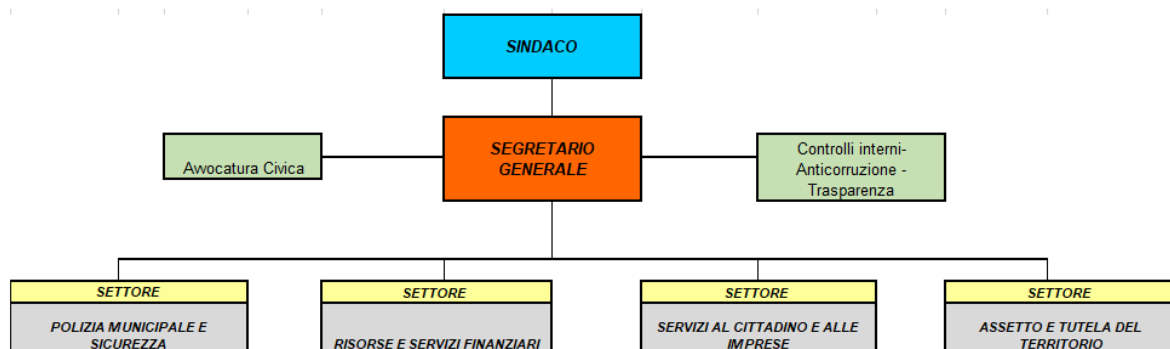 SINDACO
SEGRETARIO
GENERALE
Avvocatura Civica
Controlli interni-
Anticorruzione -
Trasparenza
SETTORE
SETTORE
SETTORE
SETTORE
POLIZIA MUNICIPALE E
SICUREZZA
RISORSE E SERVIZI FINANZIARI
SERVIZI AL CITTADINO E ALLE
IMPRESE
ASSETTO E TUTELA DEL
TERRITORIO